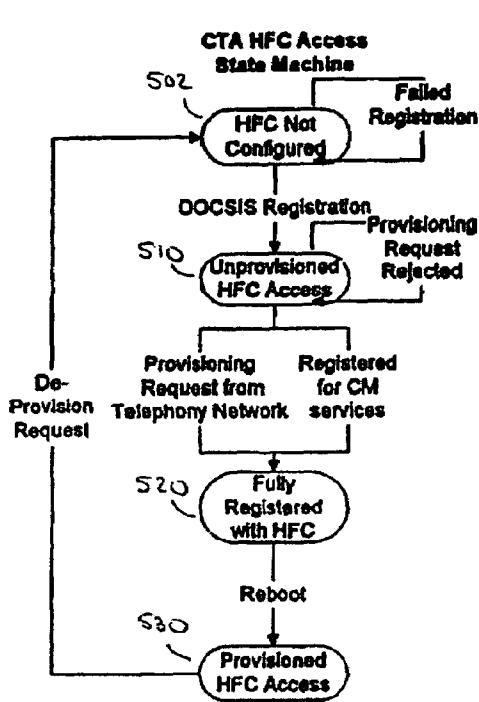 CTA HFC Access
State Machine
502
Failed
Registration
HFC Not
Configured
DOCSIS Registration
Provisioning
Request
Rejected
510
Unprovisioned
HFC Access
Provisioning
Request from
Telephony Network
Registered
for CM
services
De-
Provision
Request
520
Fully
Registered
with HFC
Reboot
530
Provisioned
HFC Access